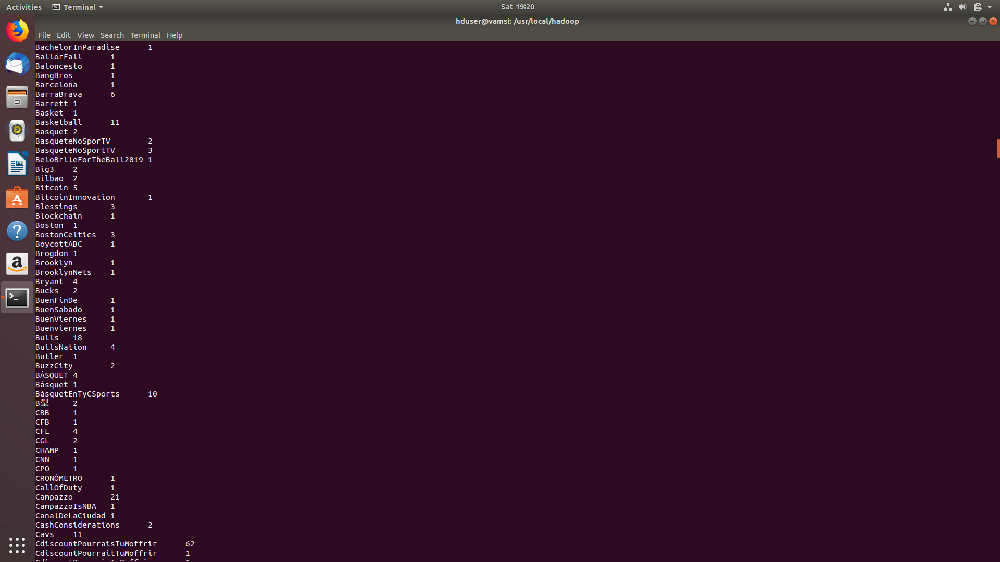 Activities Terminal Sat 19:20
hduser@vamsi: /usr/local/hadoop
File Edit View Search Terminal Help
BachelorInParadise 1
BallorFall 1
Baloncesto 1
BangBros 1
Barcelona 1
BarraBrava 6
Barrett 1
Basket 1
Basketball 11
Basquet 2
BasqueteNoSporTV 2
BasqueteNoSportTV 3
BeloBrlleForTheBall2019 1
Big3 2
Bilbao 2
Bitcoin 5
BitcoinInnovation 1
Blessings 3
Blockchain 1
Boston 1
BostonCeltics 3
BoycottABC 1
Brogdon 1
Brooklyn 1
BrooklynNets 1
Bryant 4
Bucks 2
BuenFinDe 1
BuenSabado 1
BuenViernes 1
Buenviernes 1
Bulls 18
BullsNation 4
Butler 1
BuzzCity 2
BÁSQUET 4
Básquet 1
BásquetEnTyCSports 10
B型 2
CBB 1
CFB 1
CFL 4
CGL 2
CHAMP 1
CNN 1
CPO 1
CRONÓMETRO 1
CallOfDuty 1
Campazzo 21
CampazzoIsNBA 1
CanalDeLaCiudad 1
CashConsiderations 2
Cavs 11
CdiscountPourraisTuMoffrir 62
CdiscountPourraitTuMoffrir 1